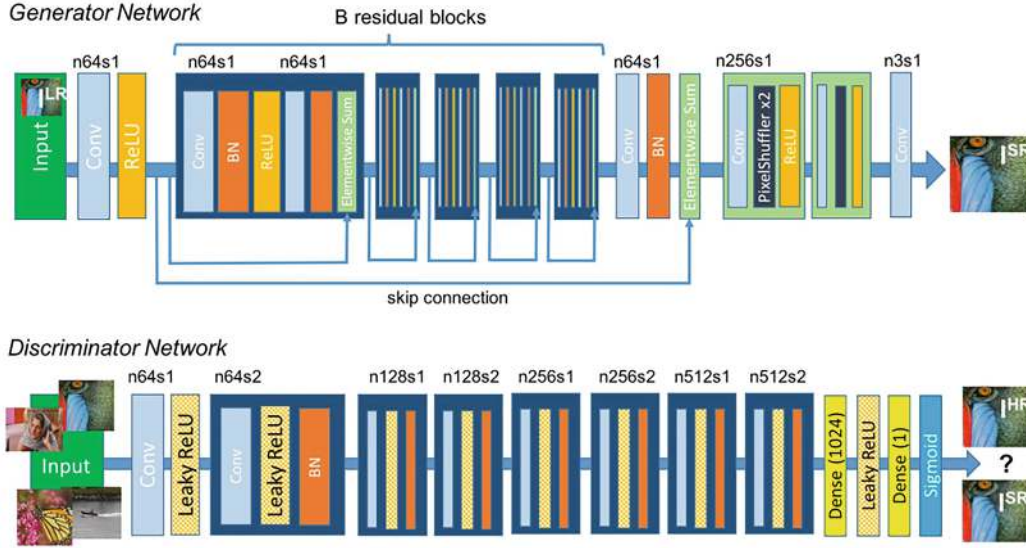 Generator Network
B residual blocks
n64s1
n64s1
n64s1
n64s1
n256s1
n3s1
I^LR
Input
Conv
ReLU
Conv
BN
ReLU
Elementwise Sum
Conv
BN
Elementwise Sum
Conv
PixelShuffler x2
ReLU
Conv
I^SR
skip connection
Discriminator Network
n64s1
n64s2
n128s1
n128s2
n256s1
n256s2
n512s1
n512s2
Input
Conv
Leaky ReLU
Conv
Leaky ReLU
BN
Dense (1024)
Leaky ReLU
Dense (1)
Sigmoid
I^HR
?
I^SR